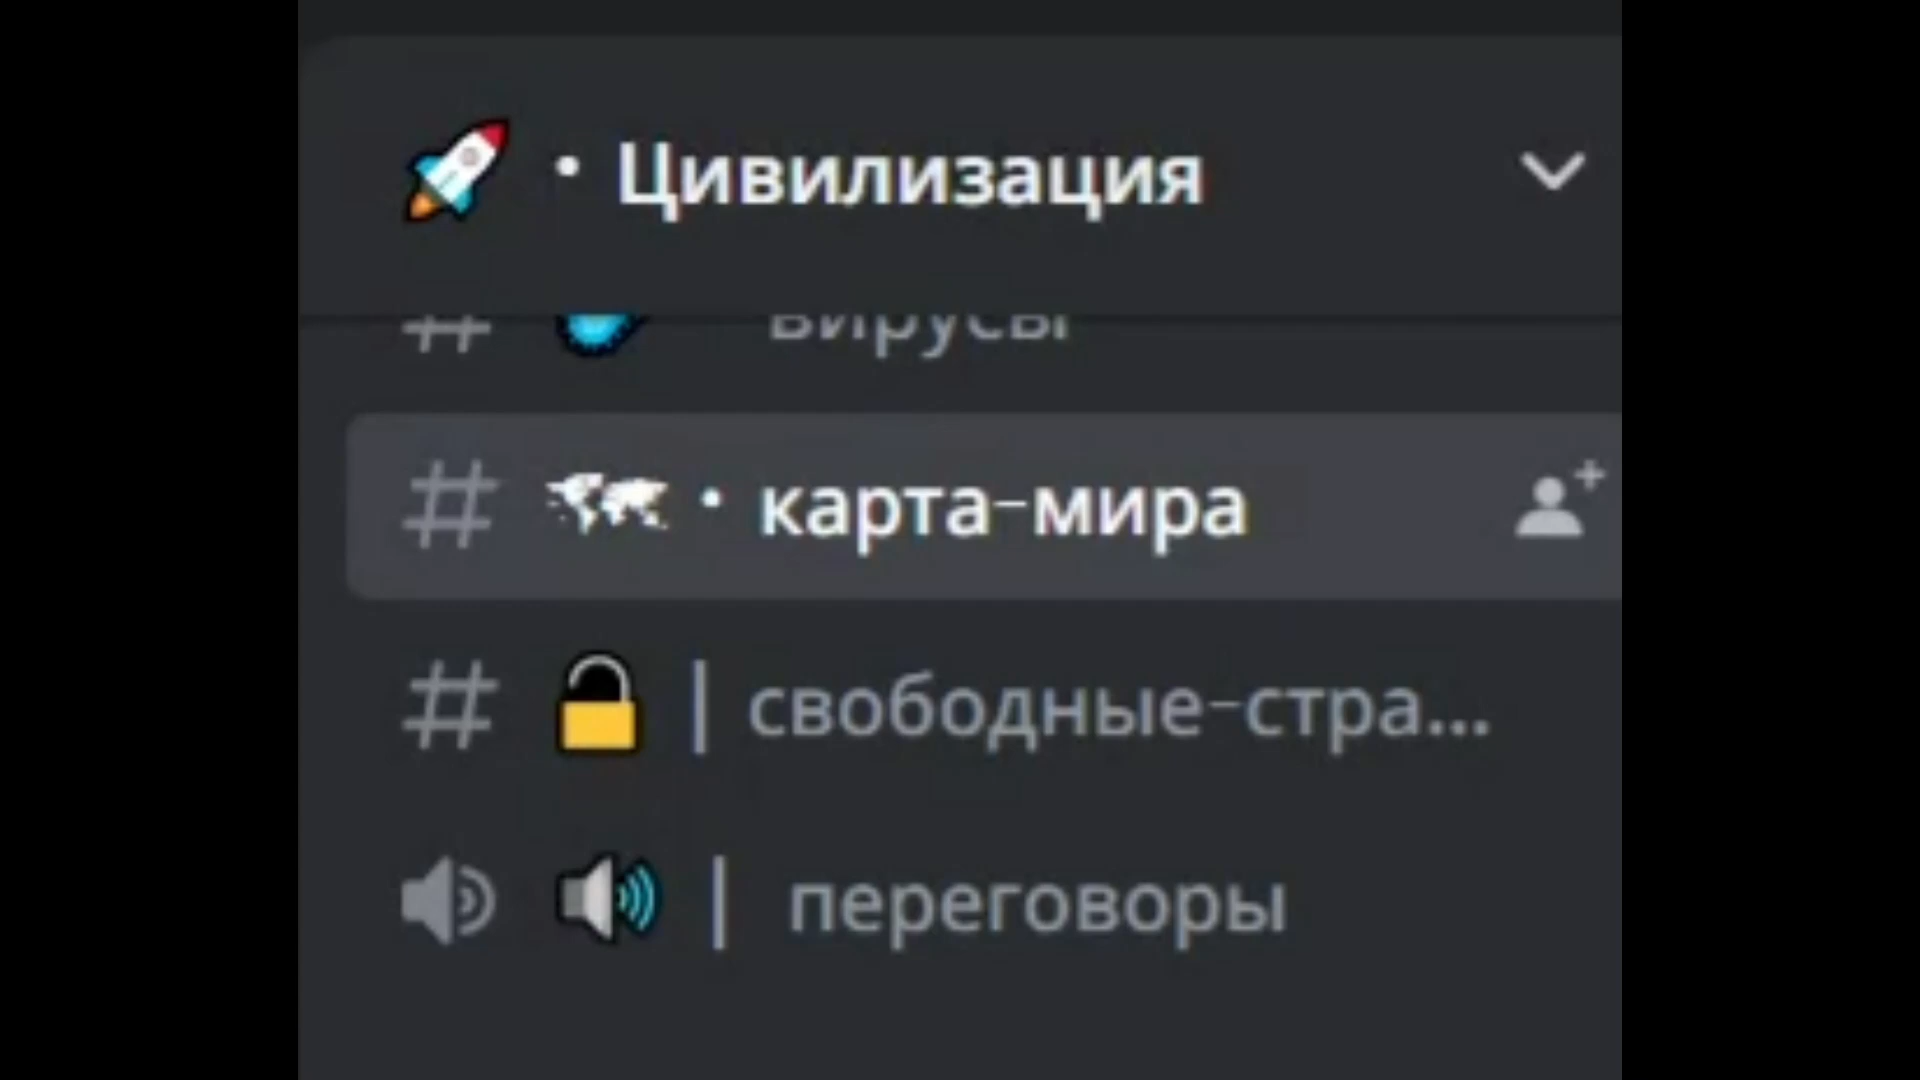 🚀 • Цивилизация
# вирусы
# 🗺 • карта-мира
# 🔓 | свободные-стра...
🔊 | переговоры